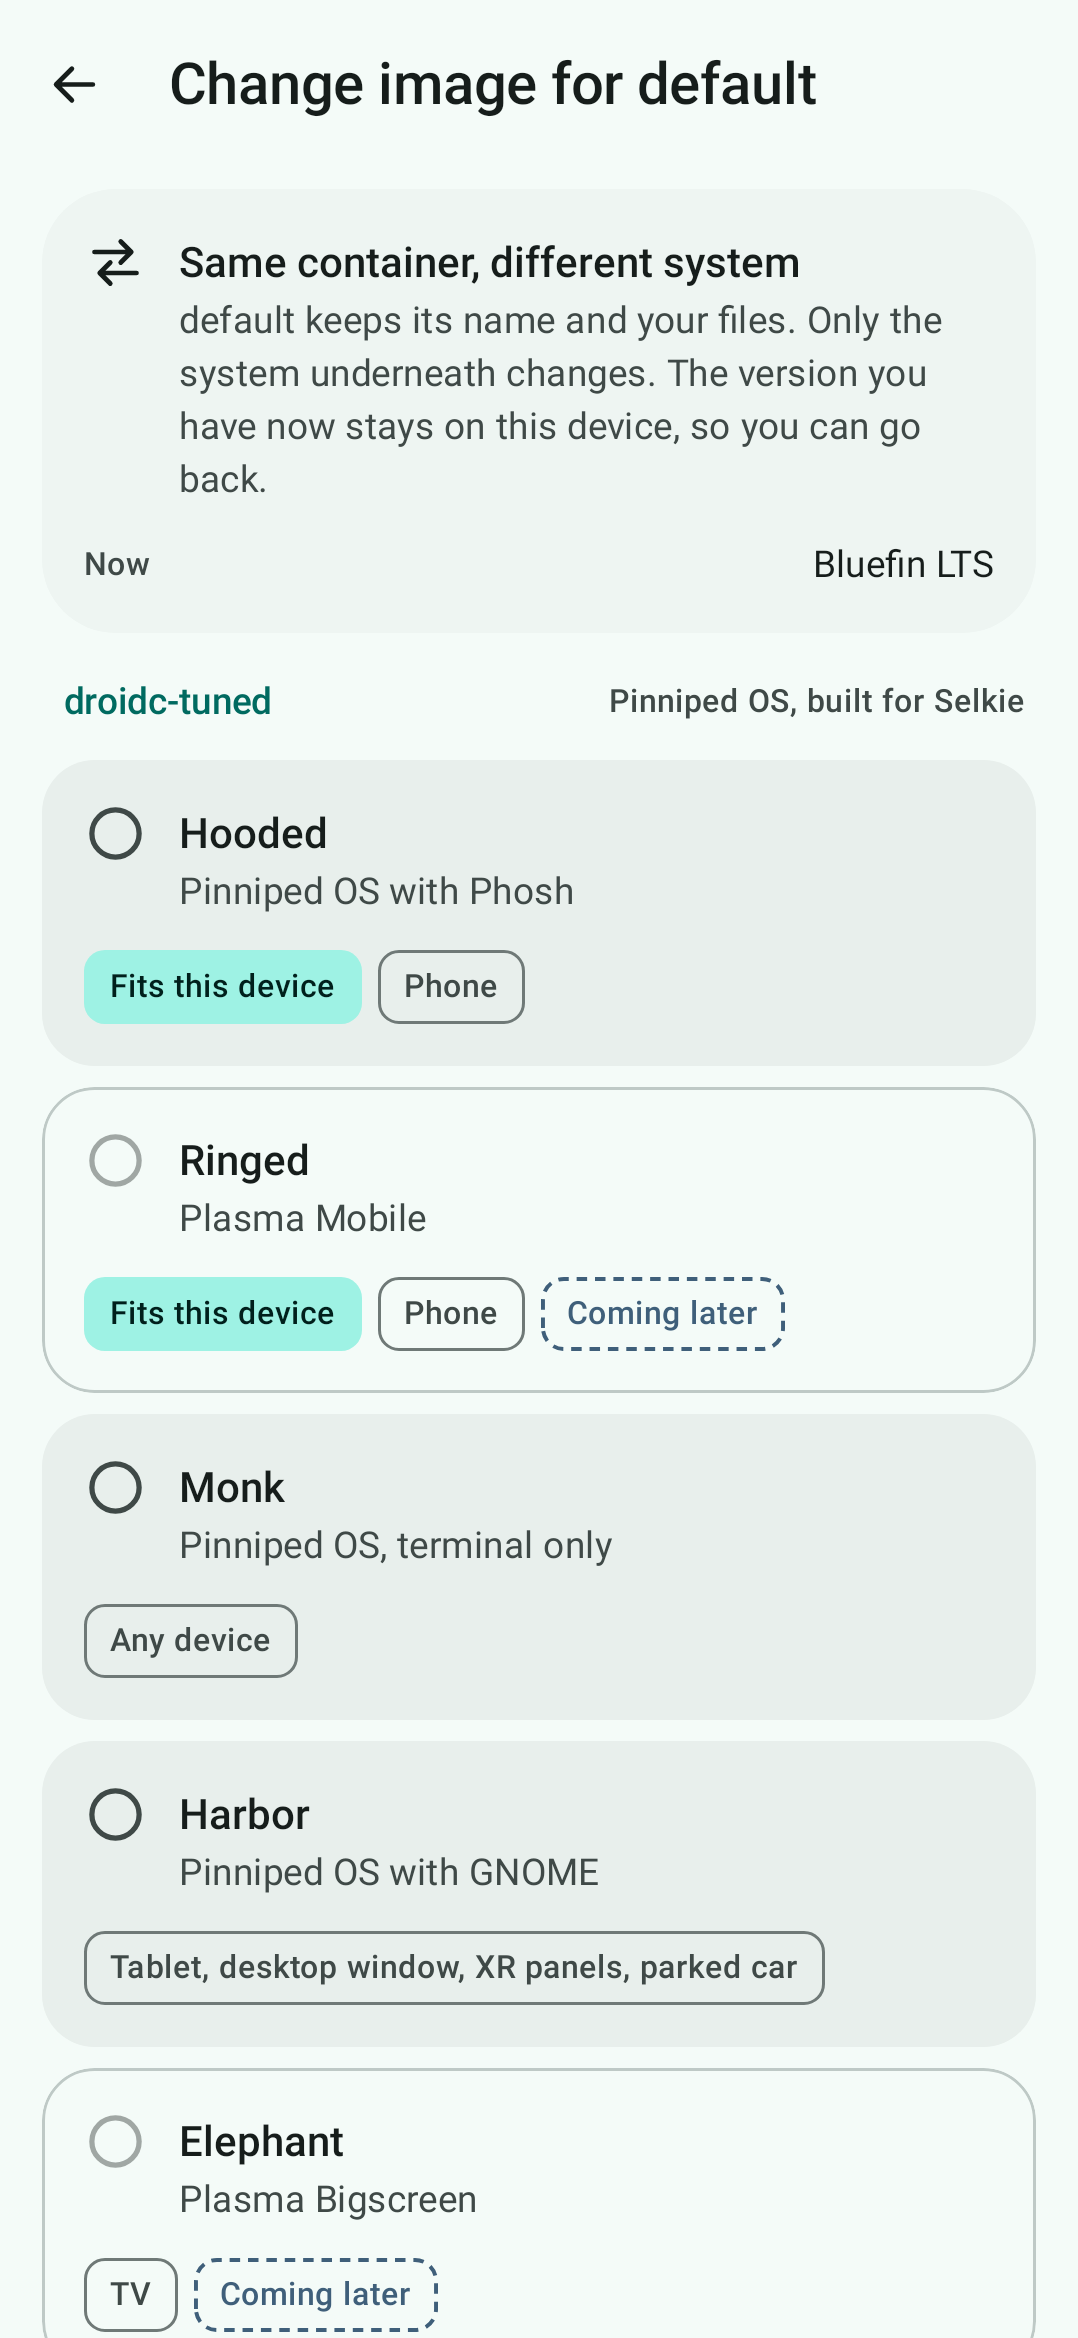 Change image for default
Same container, different system
default keeps its name and your files. Only the
system underneath changes. The version you
have now stays on this device, so you can go
back.
Now Bluefin LTS
droidc-tuned Pinniped OS, built for Selkie
Hooded
Pinniped OS with Phosh
Fits this device Phone
Ringed
Plasma Mobile
Fits this device Phone Coming later
Monk
Pinniped OS, terminal only
Any device
Harbor
Pinniped OS with GNOME
Tablet, desktop window, XR panels, parked car
Elephant
Plasma Bigscreen
TV Coming later